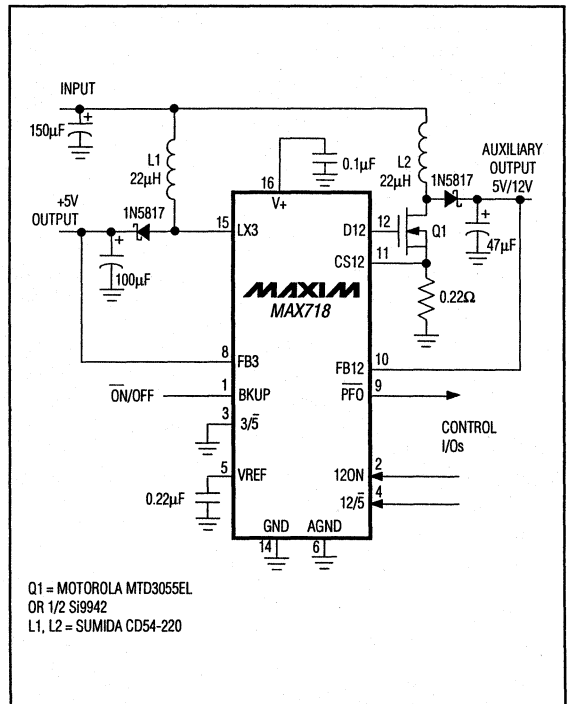 INPUT
150µF
L1
22µH
0.1µF
L2
22µH
AUXILIARY
OUTPUT
5V/12V
1N5817
+5V
OUTPUT
1N5817
16
V+
15
LX3
D12
12
Q1
47µF
CS12
11
100µF
MAXIM
MAX718
0.22Ω
8
FB3
FB12
10
O̅N̅/OFF
1
BKUP
P̅F̅O̅
9
3
3/5̅
CONTROL
I/Os
5
VREF
12ON
2
0.22µF
12/5̅
4
GND
AGND
14
6
Q1 = MOTOROLA MTD3055EL
OR 1/2 Si9942
L1, L2 = SUMIDA CD54-220